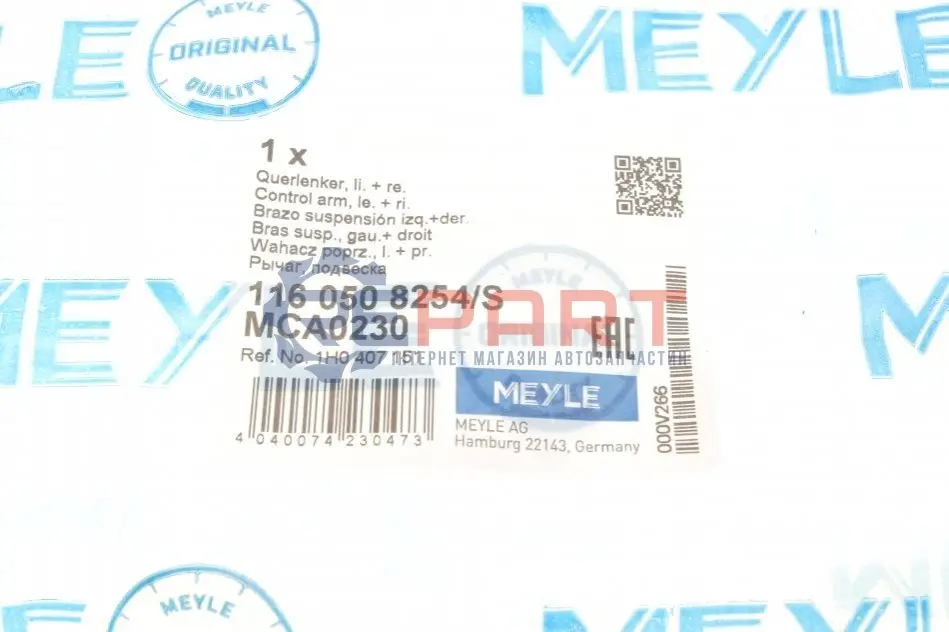 MEYLE
ORIGINAL
QUALITY
MEYLE
1 x
Querlenker, li. + re.
Control arm, le. + ri.
Brazo suspensión izq.+der.
Bras susp., gau.+ droit
Wahacz poprz., l. + pr.
Рычаг, подвеска
116 050 8254/S
MCA0230
Ref. No. 1H0 407 151
PART
ІНТЕРНЕТ МАГАЗИН АВТОЗАПЧАСТИН
EAC
MEYLE
MEYLE AG
Hamburg 22143, Germany
4 040074 230473
000V266
MEYLE
MEYLE